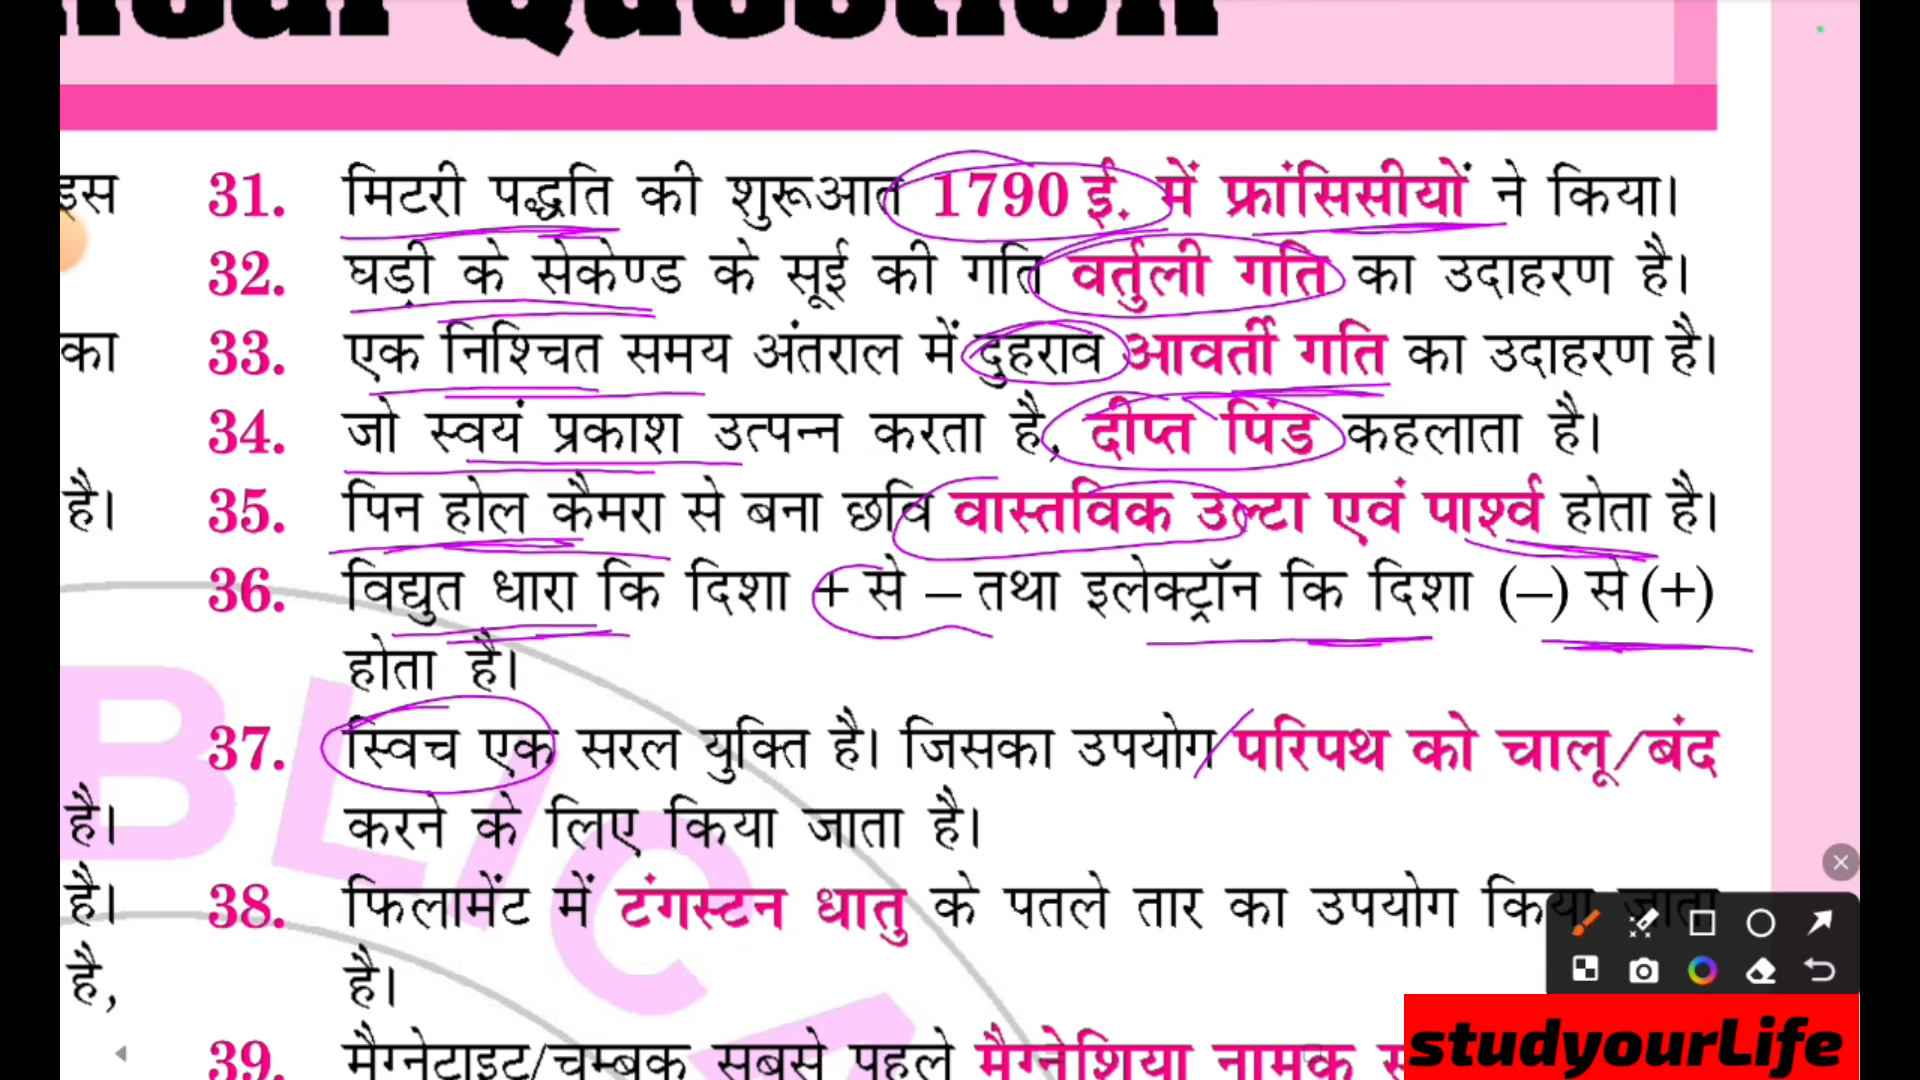 Question
इस
का
है।
है।
है।
है,
31. मिटरी पद्धति की शुरूआत 1790 ई. में फ्रांसिसीयों ने किया।
32. घड़ी के सेकेण्ड के सूई की गति वर्तुली गति का उदाहरण है।
33. एक निश्चित समय अंतराल में दुहराव आवर्ती गति का उदाहरण है।
34. जो स्वयं प्रकाश उत्पन्न करता है, दीप्त पिंड कहलाता है।
35. पिन होल कैमरा से बना छवि वास्तविक उल्टा एवं पार्श्व होता है।
36. विद्युत धारा कि दिशा + से – तथा इलेक्ट्रॉन कि दिशा (–) से (+)
होता है।
37. स्विच एक सरल युक्ति है। जिसका उपयोग परिपथ को चालू/बंद
करने के लिए किया जाता है।
38. फिलामेंट में टंगस्टन धातु के पतले तार का उपयोग किया जाता
है।
39. मैग्नेटाइट/चुम्बक सबसे पहले मैग्नेशिया नामक
studyourLife